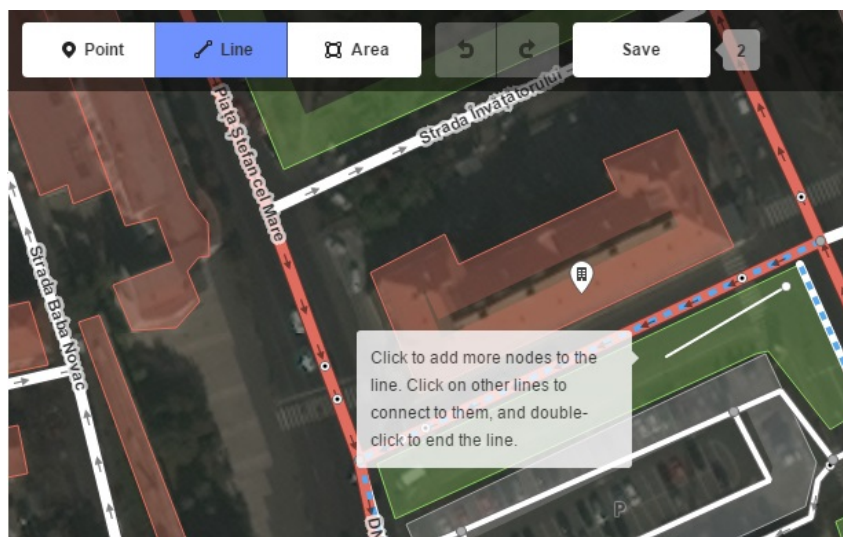 Point
Line
Area
Save
2
Strada Învățătorului
Piața Ștefan cel Mare
Strada Baba Novac
Click to add more nodes to the
line. Click on other lines to
connect to them, and double-
click to end the line.
P